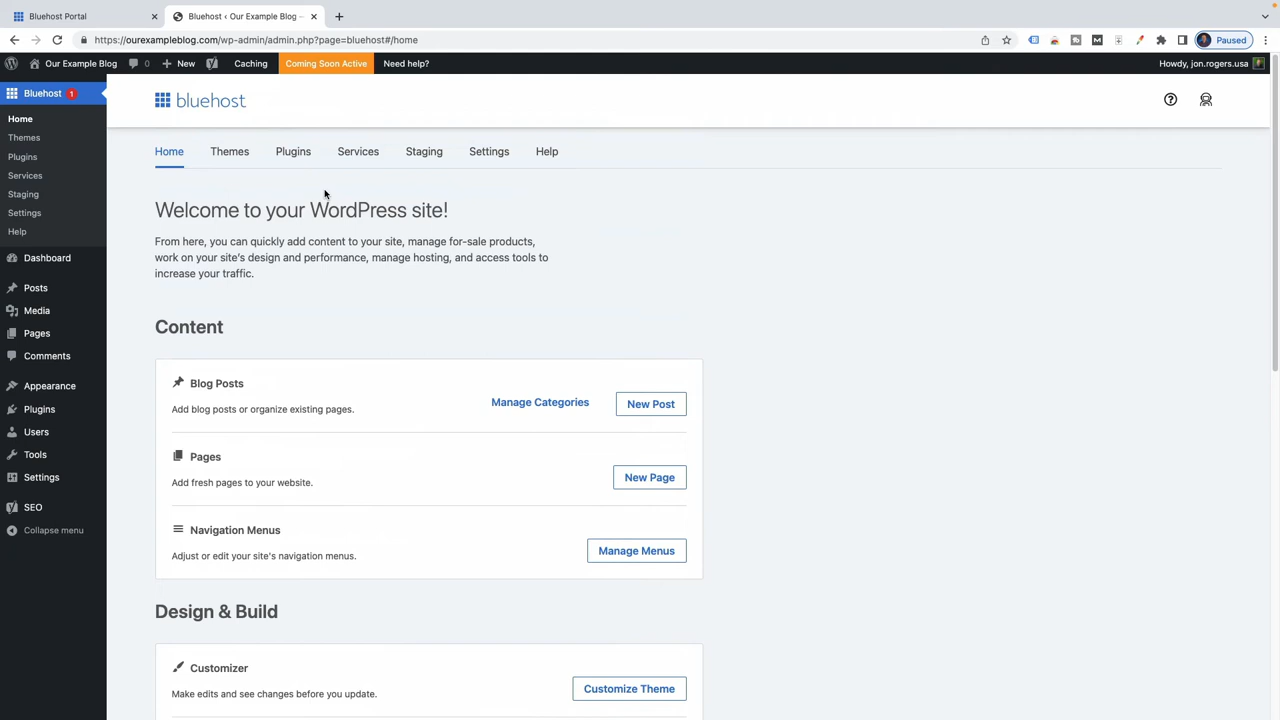 Bluehost Portal
Bluehost ‹ Our Example Blog —
https://ourexampleblog.com/wp-admin/admin.php?page=bluehost#/home
Paused
Our Example Blog
0
New
Caching
Coming Soon Active
Need help?
Howdy, jon.rogers.usa
Bluehost 1
Home
Themes
Plugins
Services
Staging
Settings
Help
Dashboard
Posts
Media
Pages
Comments
Appearance
Plugins
Users
Tools
Settings
SEO
Collapse menu
bluehost
Home Themes Plugins Services Staging Settings Help
Welcome to your WordPress site!
From here, you can quickly add content to your site, manage for-sale products,
work on your site's design and performance, manage hosting, and access tools to
increase your traffic.
Content
Blog Posts
Add blog posts or organize existing pages.
Manage Categories
New Post
Pages
Add fresh pages to your website.
New Page
Navigation Menus
Adjust or edit your site's navigation menus.
Manage Menus
Design & Build
Customizer
Make edits and see changes before you update.
Customize Theme